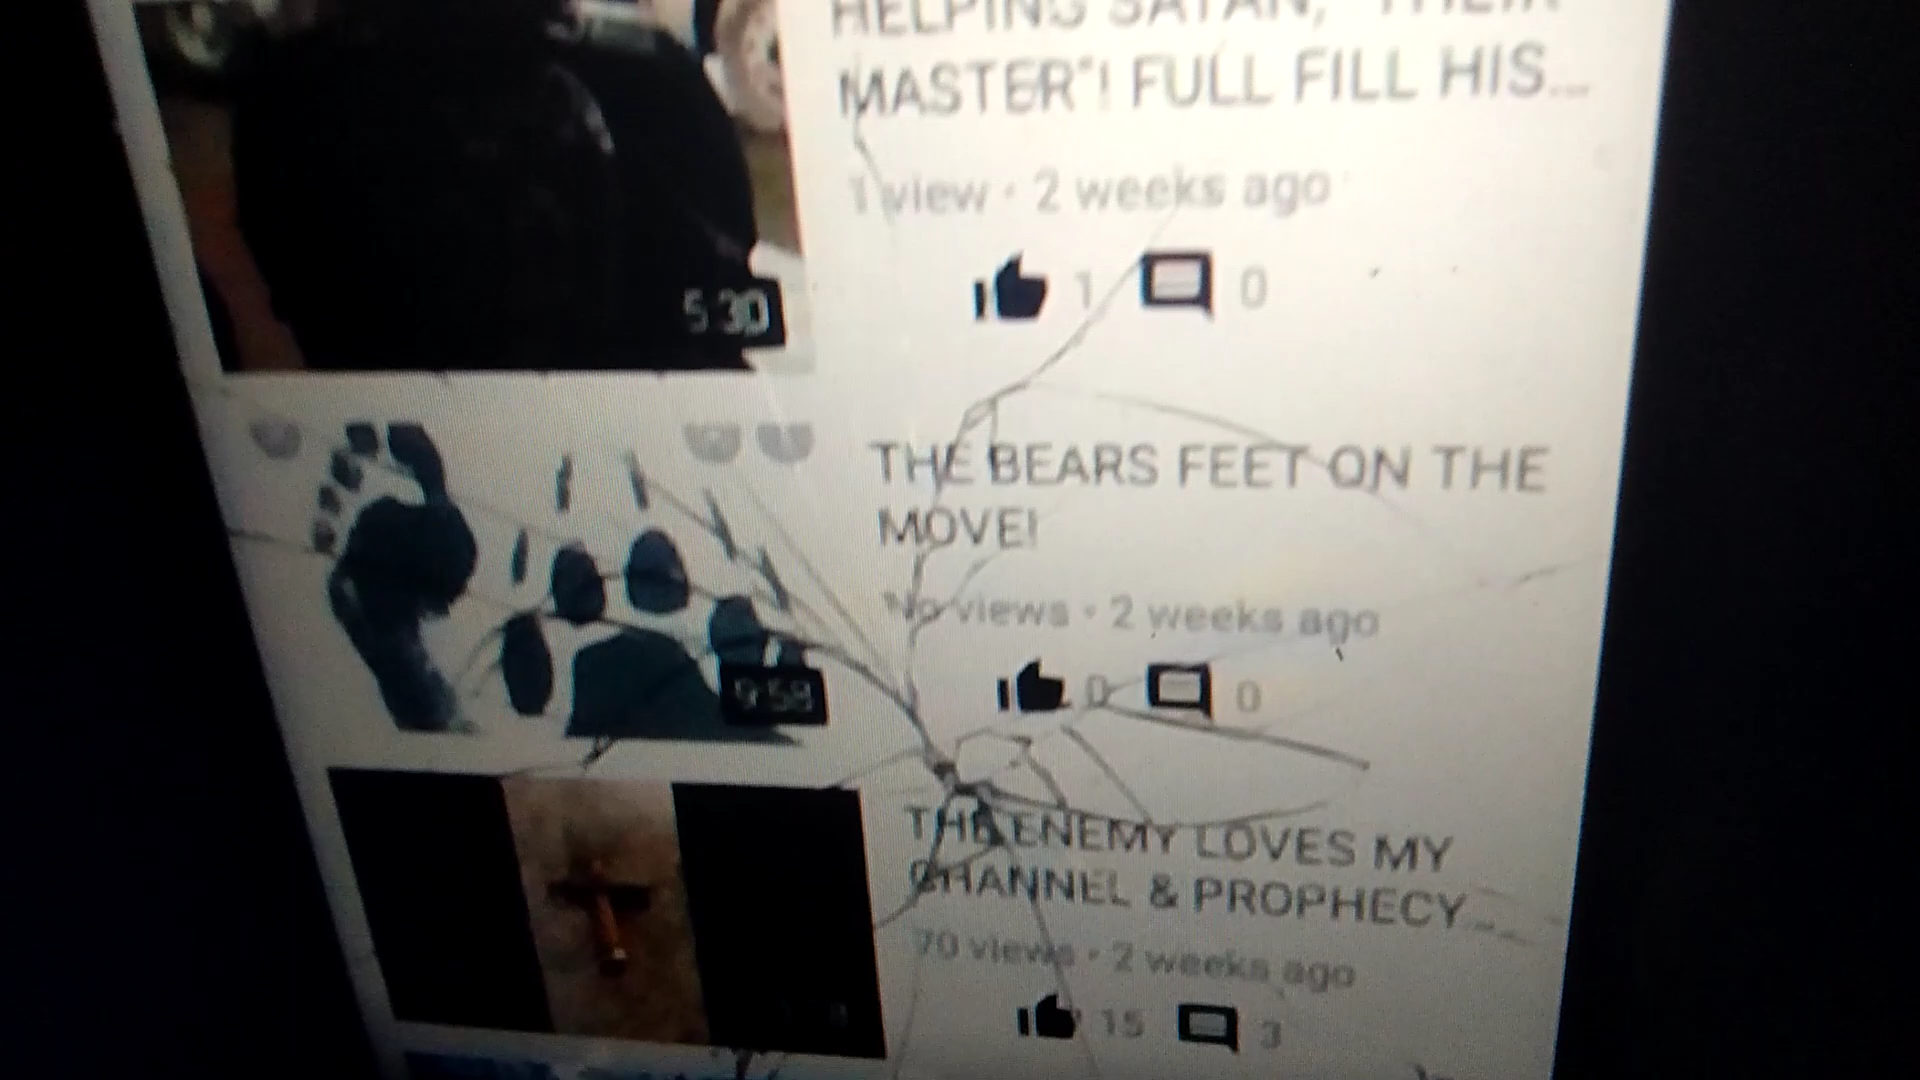 HELPING SATAN, "THEIR
MASTER"! FULL FILL HIS...
1 view · 2 weeks ago
1 0
5:30
THE BEARS FEET ON THE
MOVE!
No views · 2 weeks ago
0 0
9:59
THE ENEMY LOVES MY
CHANNEL & PROPHECY...
70 views · 2 weeks ago
15 3